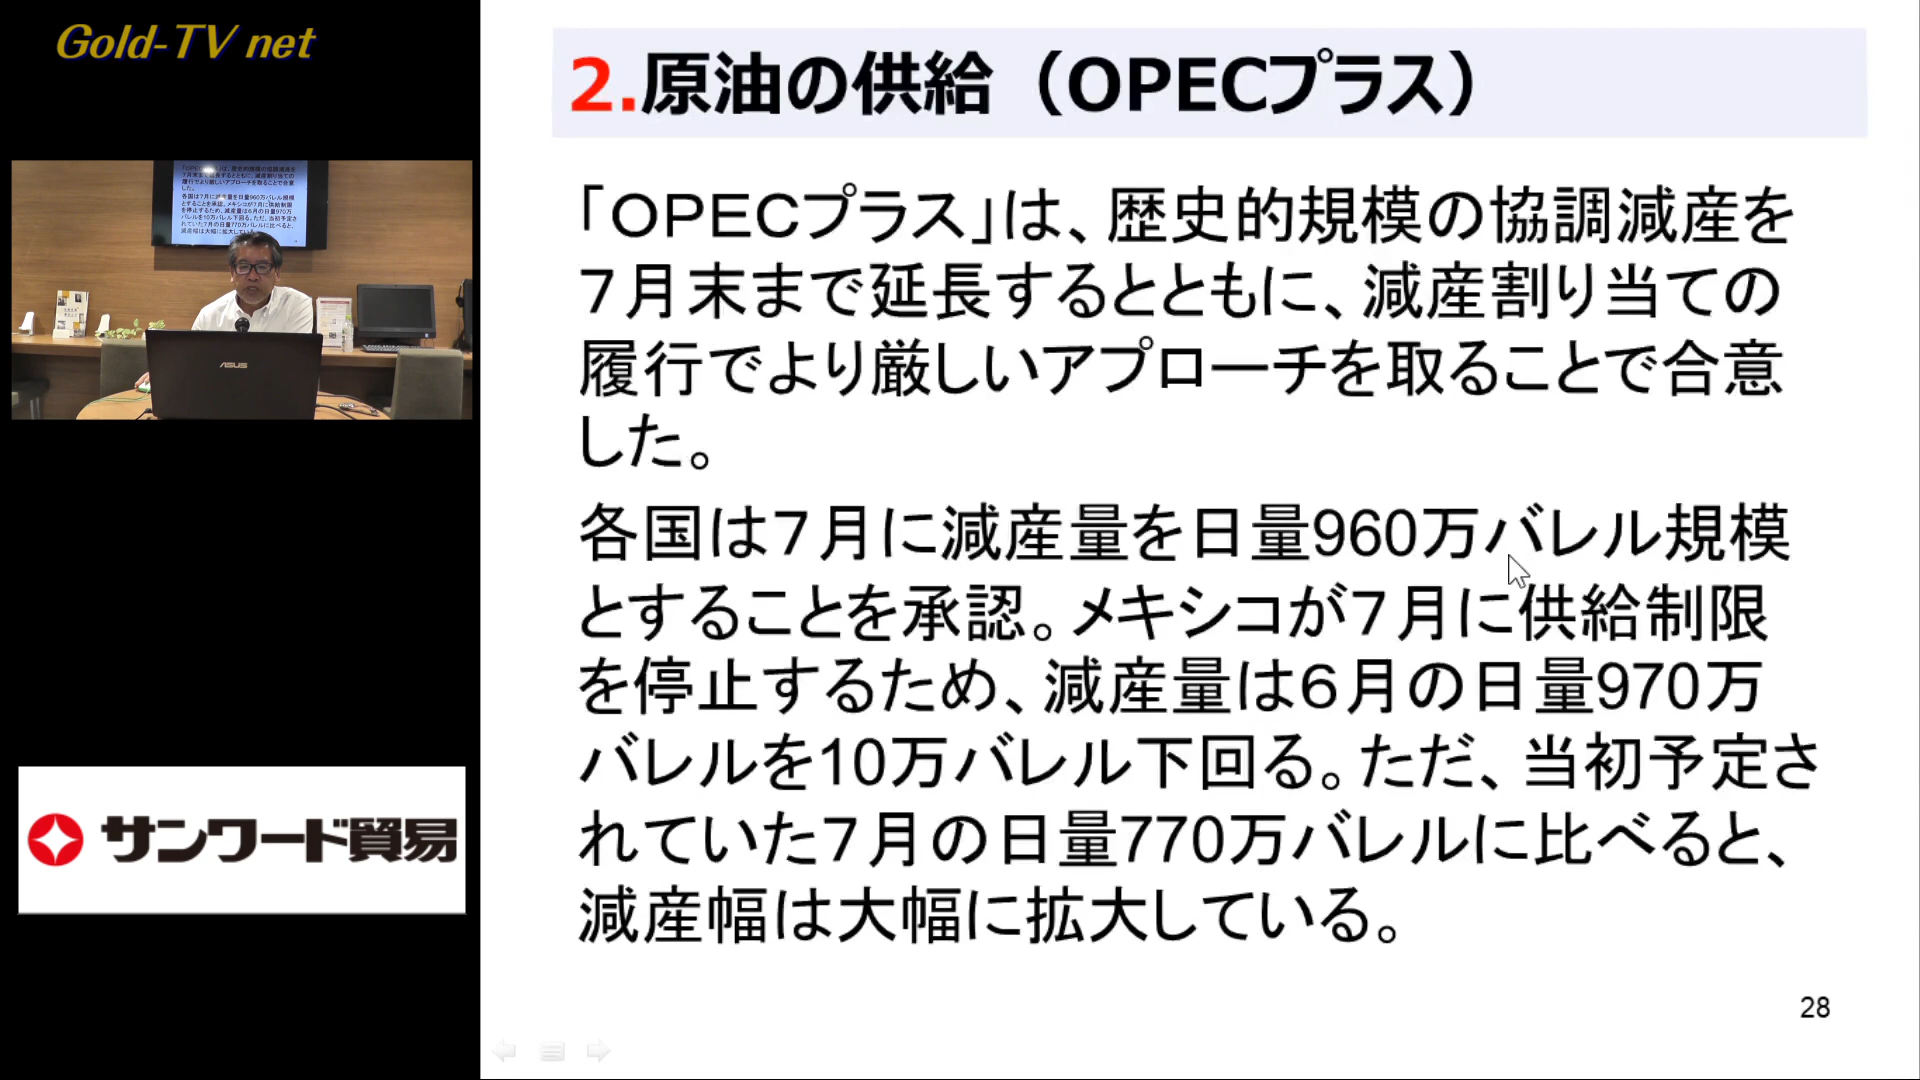 Gold-TV net
2.原油の供給（OPECプラス）
「ＯＰＥＣプラス」は、歴史的規模の協調減産を
７月末まで延長するとともに、減産割り当ての
履行でより厳しいアプローチを取ることで合意
した。
各国は７月に減産量を日量960万バレル規模
とすることを承認。メキシコが７月に供給制限
を停止するため、減産量は６月の日量970万
バレルを10万バレル下回る。ただ、当初予定さ
れていた７月の日量770万バレルに比べると、
減産幅は大幅に拡大している。
28
ASUS
サンワード貿易